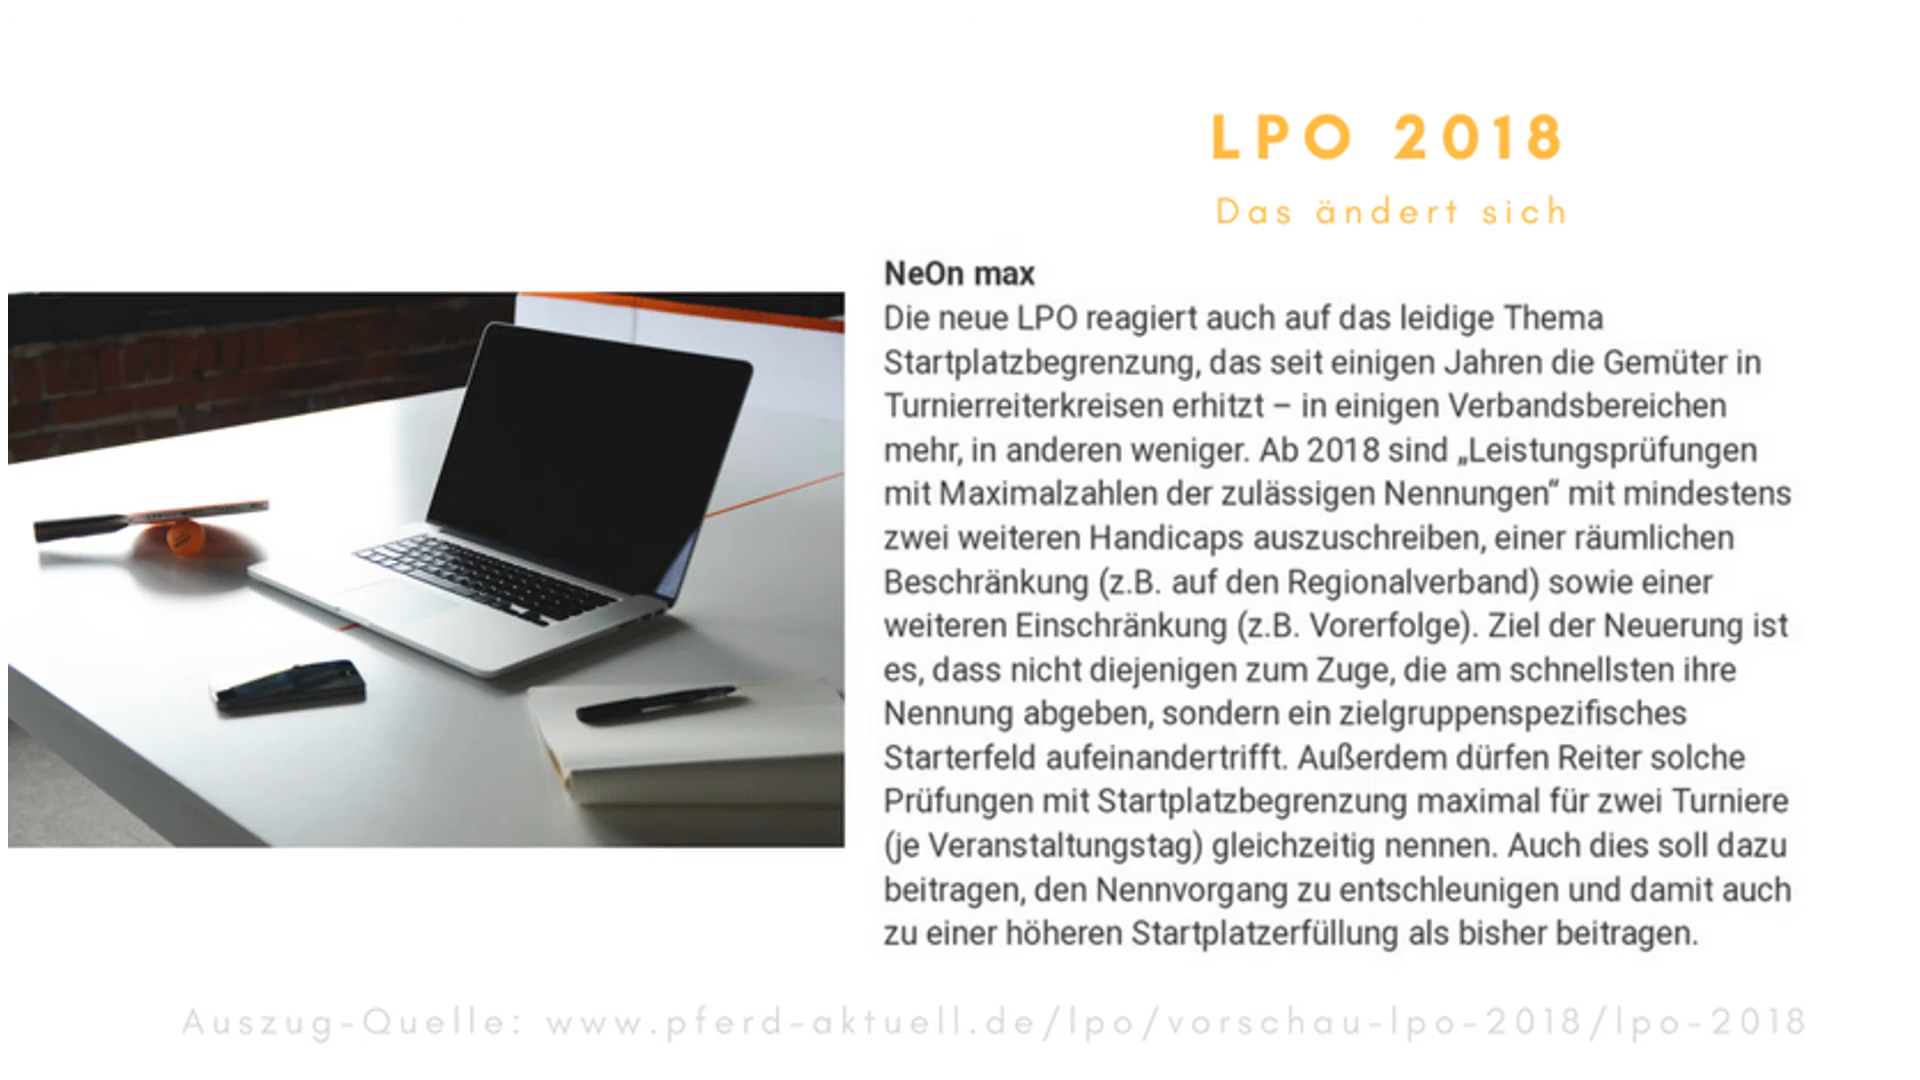 LPO 2018
Das ändert sich
NeOn max
Die neue LPO reagiert auch auf das leidige Thema
Startplatzbegrenzung, das seit einigen Jahren die Gemüter in
Turnierreiterkreisen erhitzt – in einigen Verbandsbereichen
mehr, in anderen weniger. Ab 2018 sind „Leistungsprüfungen
mit Maximalzahlen der zulässigen Nennungen“ mit mindestens
zwei weiteren Handicaps auszuschreiben, einer räumlichen
Beschränkung (z.B. auf den Regionalverband) sowie einer
weiteren Einschränkung (z.B. Vorerfolge). Ziel der Neuerung ist
es, dass nicht diejenigen zum Zuge, die am schnellsten ihre
Nennung abgeben, sondern ein zielgruppenspezifisches
Starterfeld aufeinandertrifft. Außerdem dürfen Reiter solche
Prüfungen mit Startplatzbegrenzung maximal für zwei Turniere
(je Veranstaltungstag) gleichzeitig nennen. Auch dies soll dazu
beitragen, den Nennvorgang zu entschleunigen und damit auch
zu einer höheren Startplatzerfüllung als bisher beitragen.
Auszug-Quelle: www.pferd-aktuell.de/lpo/vorschau-lpo-2018/lpo-2018